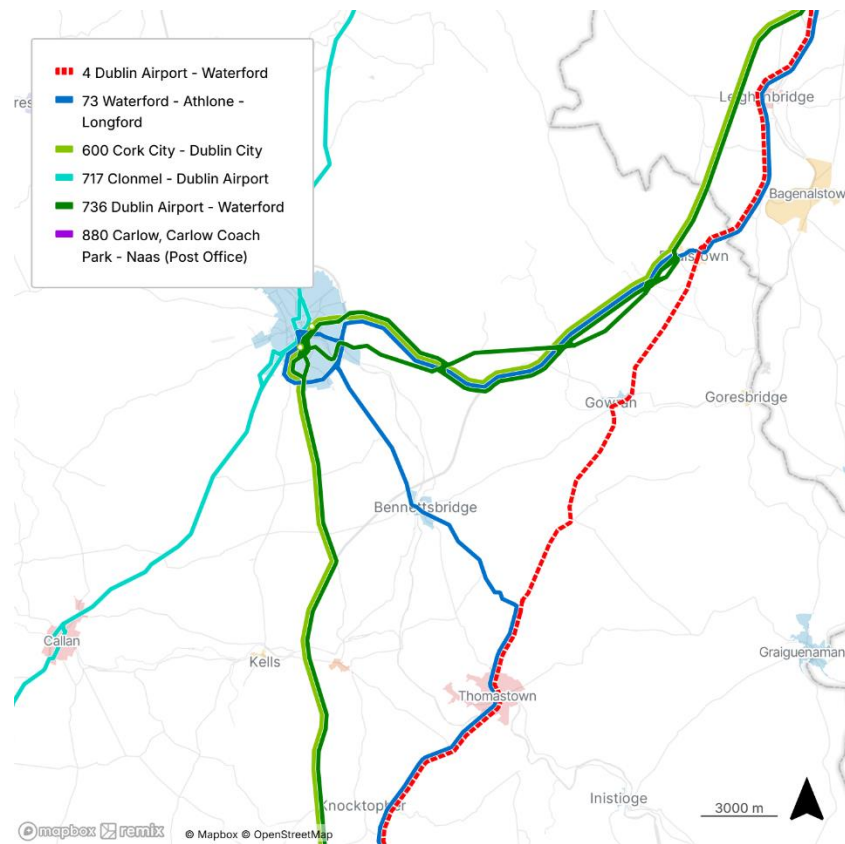 4 Dublin Airport - Waterford
73 Waterford - Athlone -
Longford
600 Cork City - Dublin City
717 Clonmel - Dublin Airport
736 Dublin Airport - Waterford
880 Carlow, Carlow Coach
Park - Naas (Post Office)
Bagenalstow
Gowran
Goresbridge
Bennettsbridge
Callan
Kells
Graiguenaman
Thomastown
Knocktopher
Inistioge
3000 m
mapbox remix
© Mapbox © OpenStreetMap